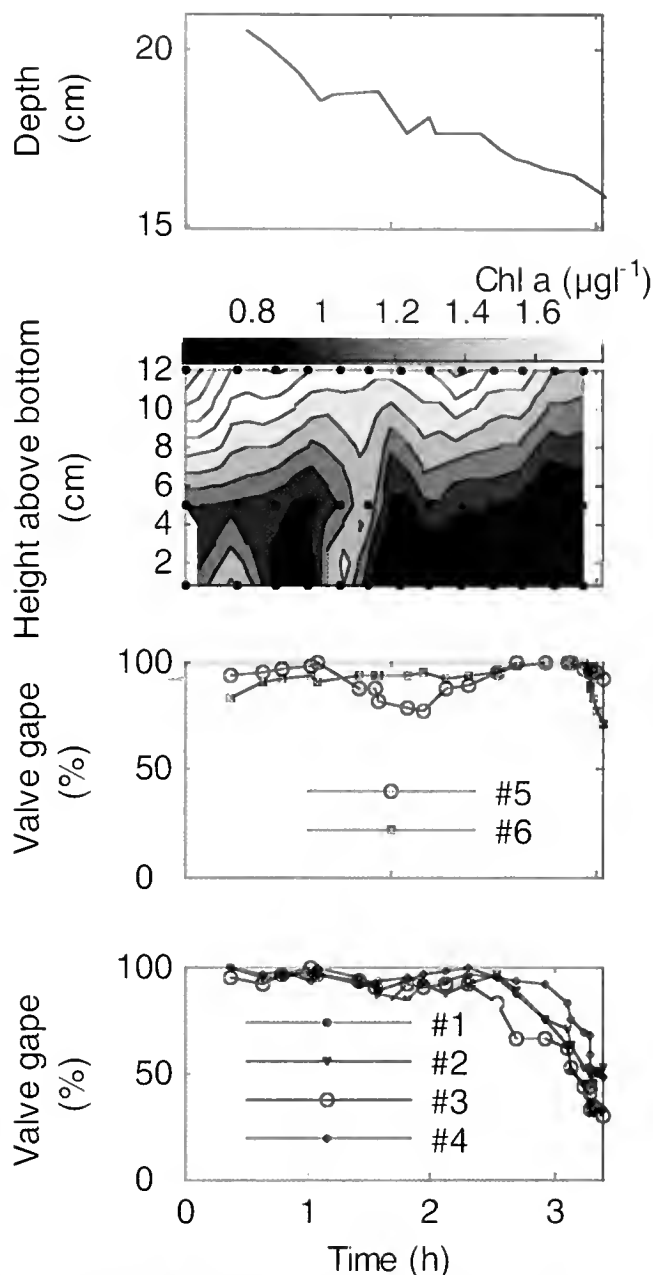 Depth
(cm)
20
15
Chl a (µgl⁻¹)
0.8 1 1.2 1.4 1.6
Height above bottom
(cm)
12
10
8
6
4
2
Valve gape
(%)
100
50
0
#5
#6
Valve gape
(%)
100
50
0
#1
#2
#3
#4
0 1 2 3
Time (h)